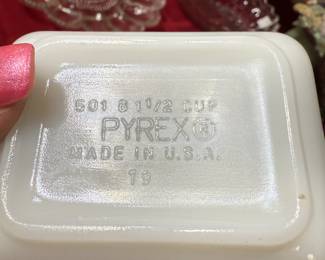 501 B 1 1/2 CUP
PYREX®
MADE IN U.S.A.
19